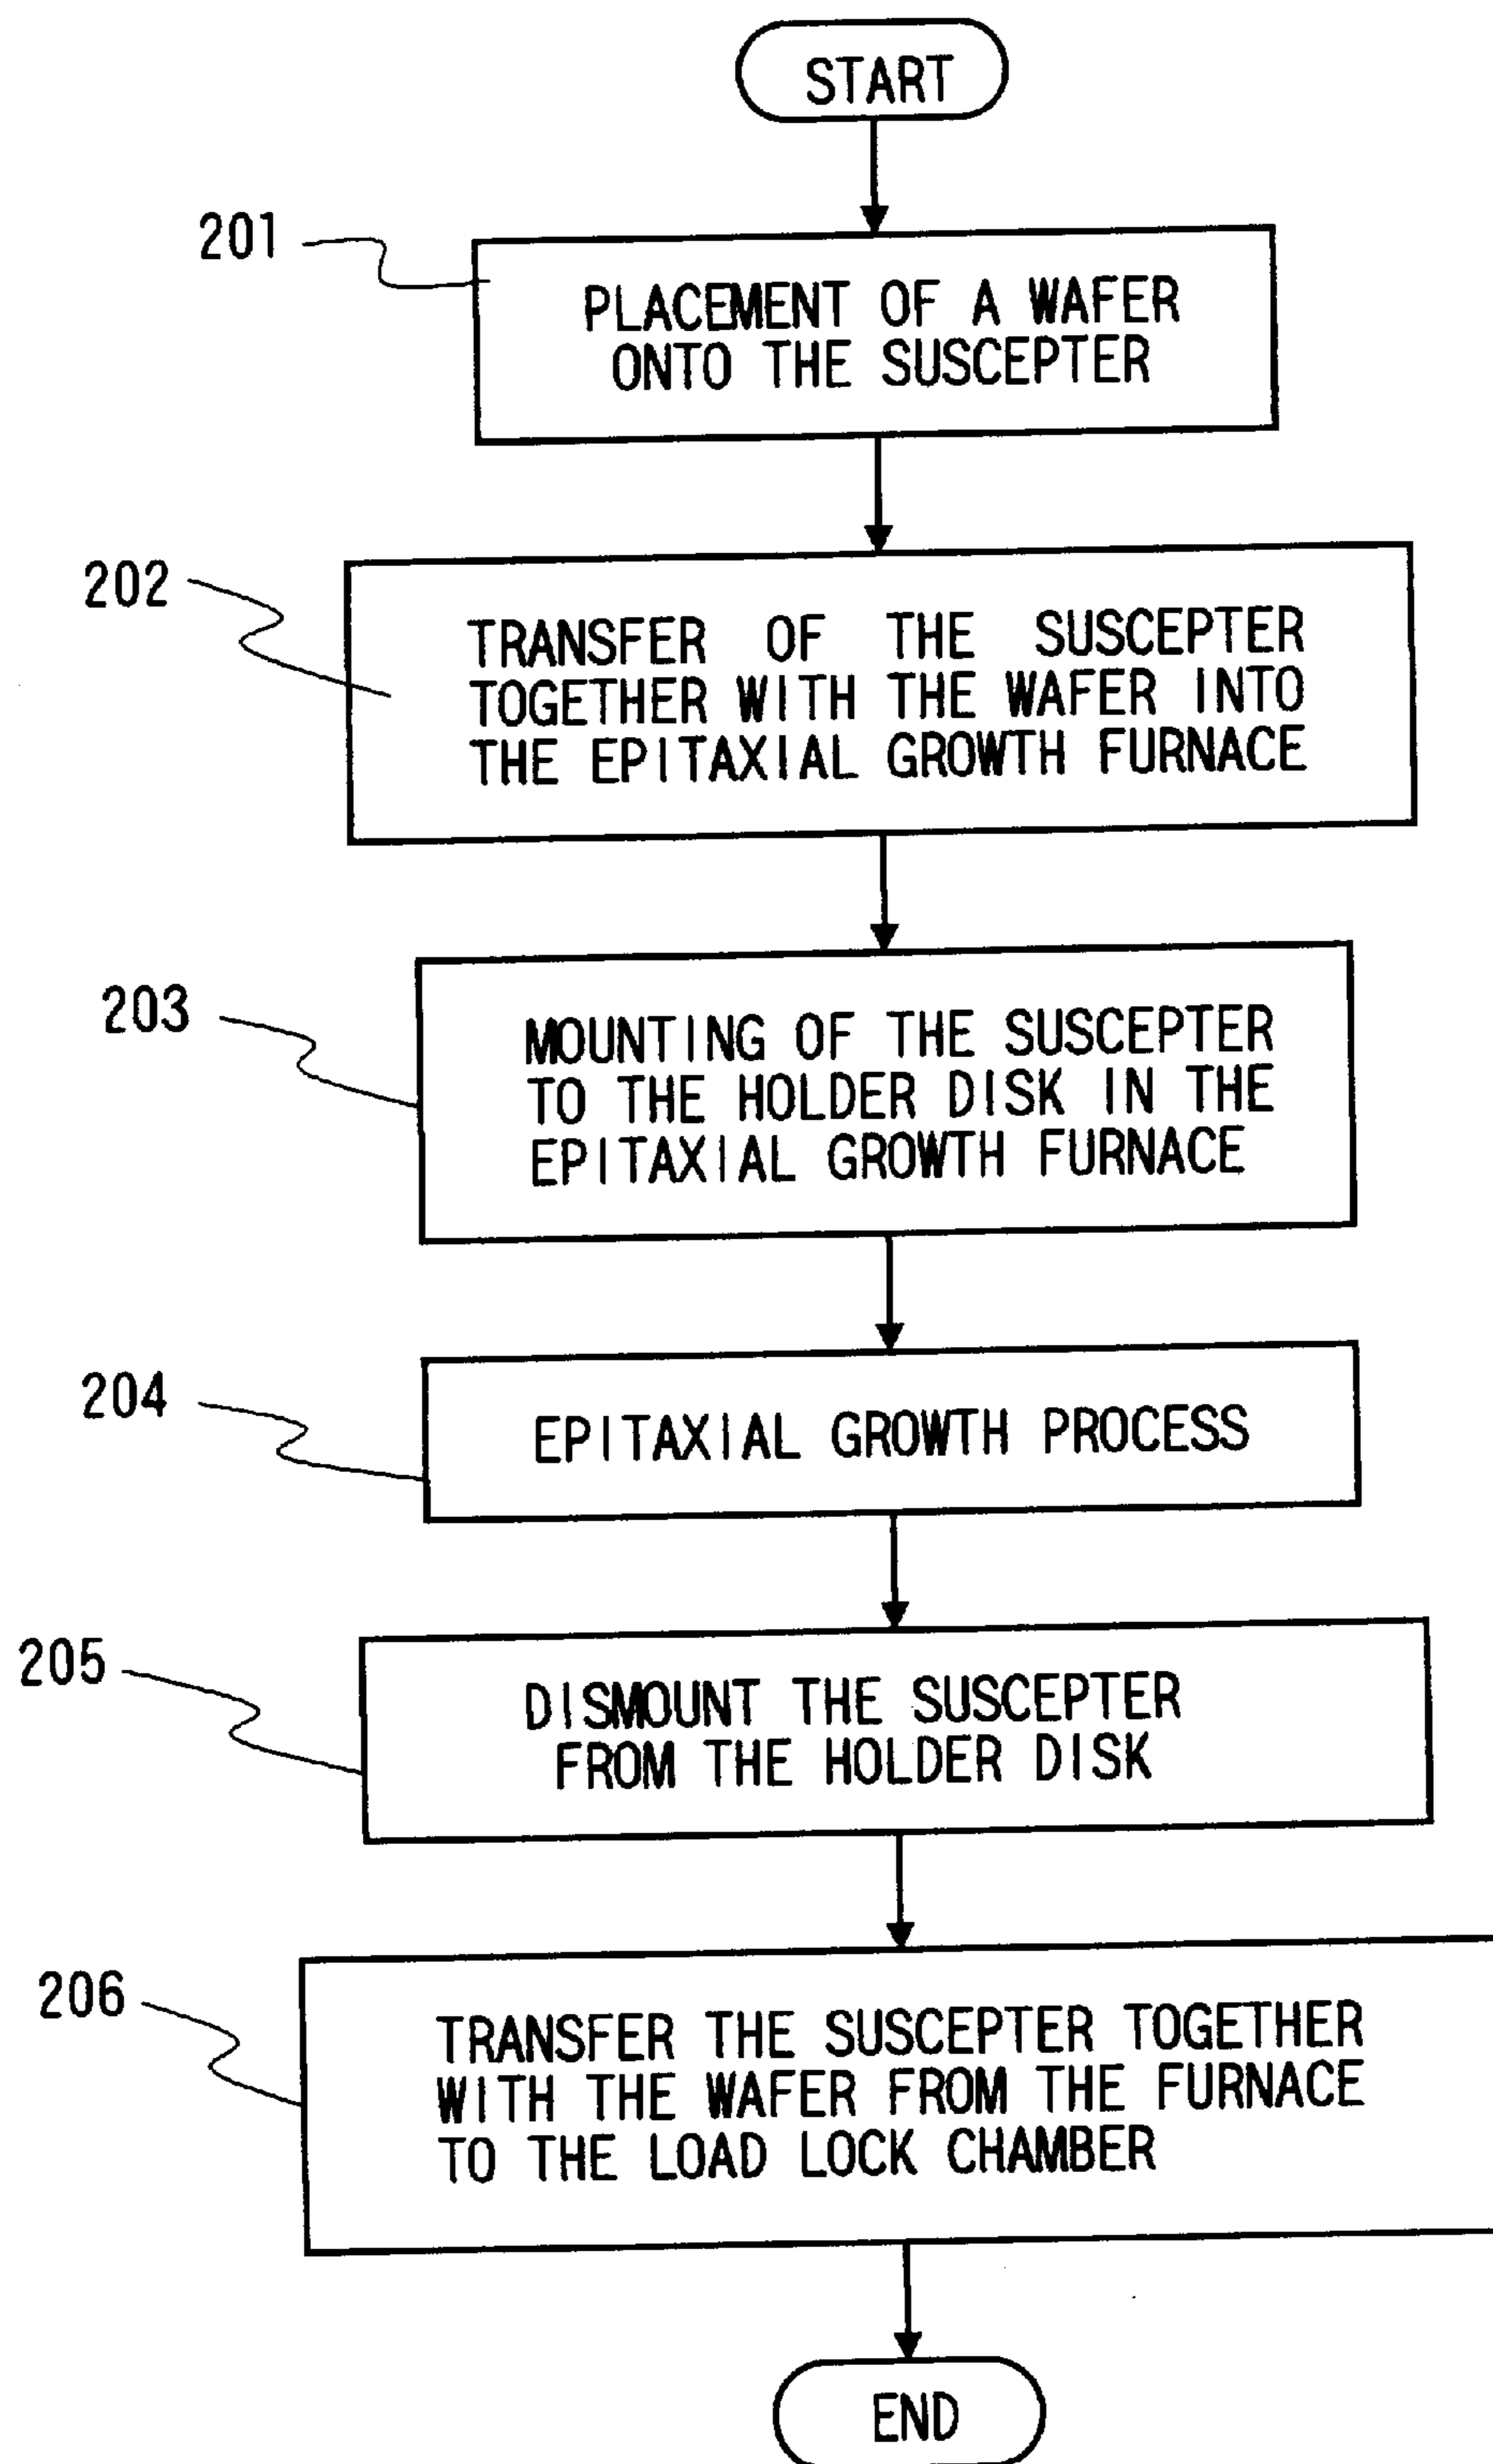 START
201
PLACEMENT OF A WAFER
ONTO THE SUSCEPTER
202
TRANSFER OF THE SUSCEPTER
TOGETHER WITH THE WAFER INTO
THE EPITAXIAL GROWTH FURNACE
203
MOUNTING OF THE SUSCEPTER
TO THE HOLDER DISK IN THE
EPITAXIAL GROWTH FURNACE
204
EPITAXIAL GROWTH PROCESS
205
DISMOUNT THE SUSCEPTER
FROM THE HOLDER DISK
206
TRANSFER THE SUSCEPTER TOGETHER
WITH THE WAFER FROM THE FURNACE
TO THE LOAD LOCK CHAMBER
END